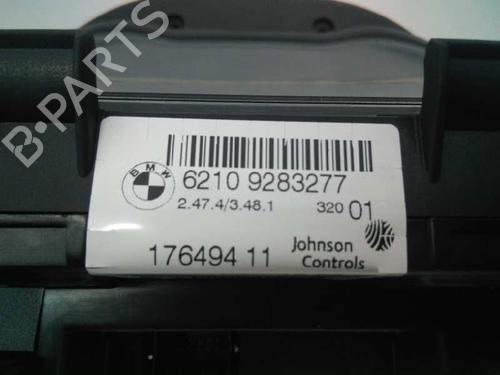 B-PARTS
BMW
6210 9283277
2.47.4/3.48.1 320 01
176494 11
Johnson
Controls